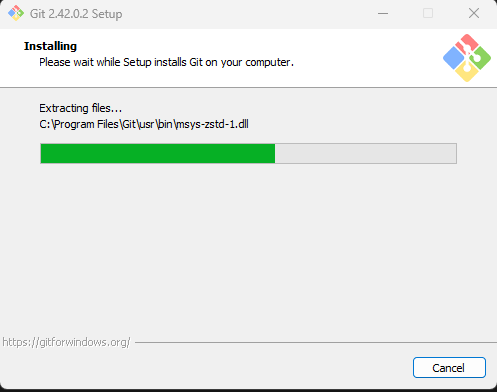 Git 2.42.0.2 Setup
Installing
Please wait while Setup installs Git on your computer.
Extracting files...
C:\Program Files\Git\usr\bin\msys-zstd-1.dll
https://gitforwindows.org/
Cancel